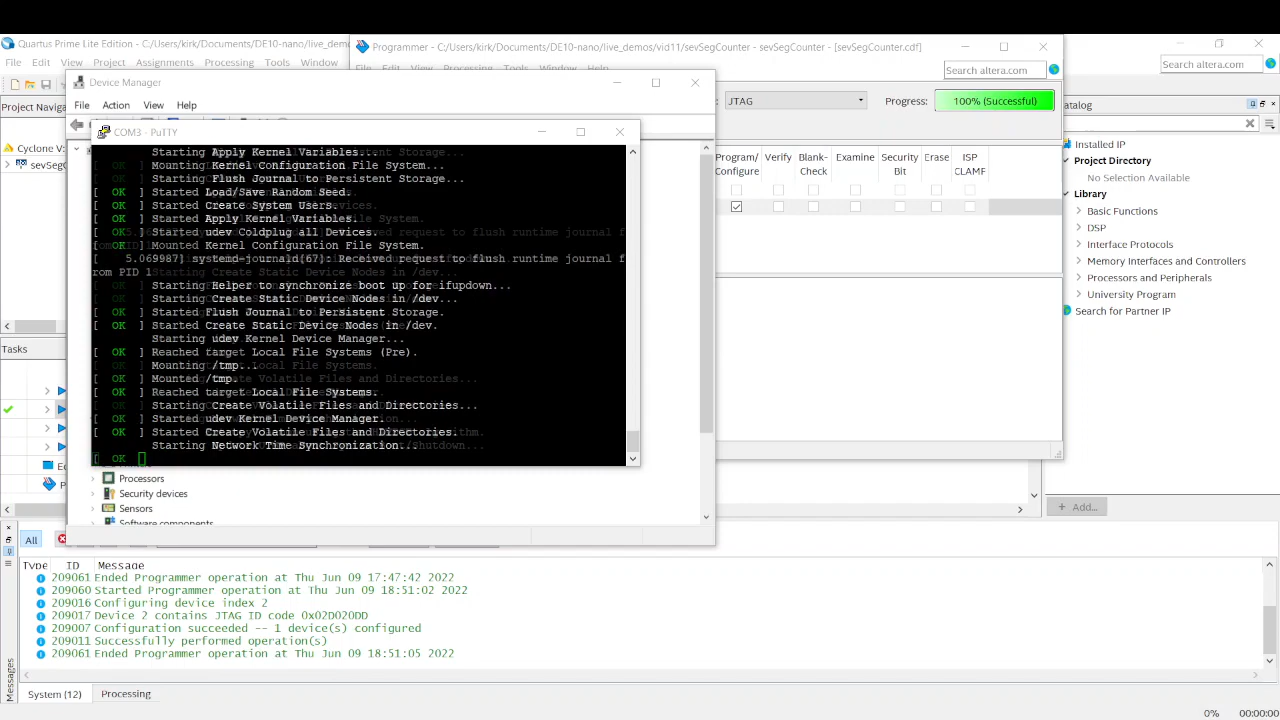 Quartus Prime Lite Edition - C:/Users/kirk/Documents/DE10-nano/live_demos/
Programmer - C:/Users/kirk/Documents/DE10-nano/live_demos/vid11/sevSegCounter - sevSegCounter - [sevSegCounter.cdf]
File Edit View Project Assignments Processing Tools Window
File Edit View Processing Tools Window Help
Search altera.com
Search altera.com
Device Manager
File Action View Help
JTAG
Progress:
100% (Successful)
Project Navig
Cyclone V
sevSeg
COM3 - PuTTY
Starting Apply Kernel Variables...
Mounting Kernel Configuration File System...
Starting Flush Journal to Persistent Storage...
[ OK ] Started Load/Save Random Seed.
[ OK ] Started Create System Users.
[ OK ] Started Apply Kernel Variables.
[ OK ] Started udev Coldplug all Devices.
[ OK ] Mounted Kernel Configuration File System.
[ 5.069987] systemd-journald[67]: Received request to flush runtime journal f
rom PID 1
Starting Helper to synchronize boot up for ifupdown...
Starting Create Static Device Nodes in /dev...
[ OK ] Started Flush Journal to Persistent Storage.
[ OK ] Started Create Static Device Nodes in /dev.
Starting udev Kernel Device Manager...
[ OK ] Reached target Local File Systems (Pre).
Mounting /tmp...
[ OK ] Mounted /tmp.
[ OK ] Reached target Local File Systems.
Starting Create Volatile Files and Directories...
[ OK ] Started udev Kernel Device Manager.
[ OK ] Started Create Volatile Files and Directories.
Starting Network Time Synchronization...
[ OK
Program/
Configure
Verify
Blank-
Check
Examine
Security
Bit
Erase
ISP
CLAMP
Catalog
Installed IP
Project Directory
No Selection Available
Library
Basic Functions
DSP
Interface Protocols
Memory Interfaces and Controllers
Processors and Peripherals
University Program
Search for Partner IP
Add...
Tasks
Processors
Security devices
Sensors
Software components
All
Type ID Message
209061 Ended Programmer operation at Thu Jun 09 17:47:42 2022
209060 Started Programmer operation at Thu Jun 09 18:51:02 2022
209016 Configuring device index 2
209017 Device 2 contains JTAG ID code 0x02D020DD
209007 Configuration succeeded -- 1 device(s) configured
209011 Successfully performed operation(s)
209061 Ended Programmer operation at Thu Jun 09 18:51:05 2022
Messages
System (12) Processing
0% 00:00:00